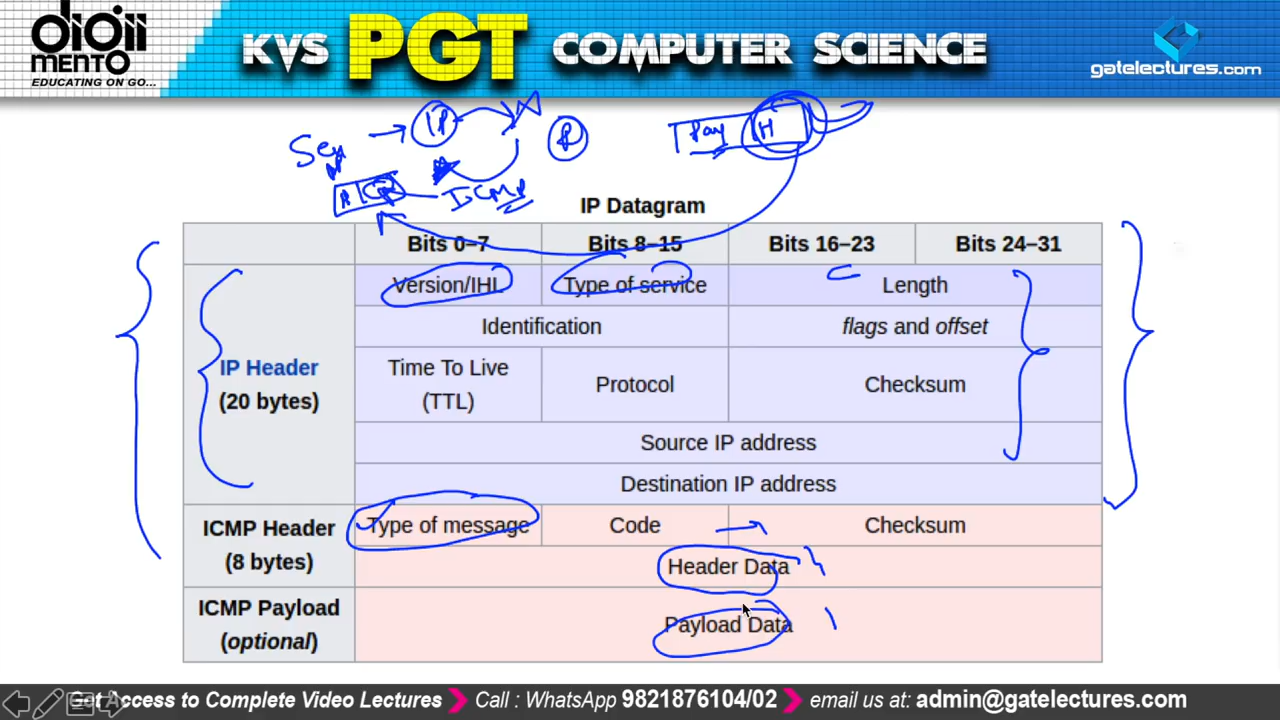 digii
mento
EDUCATING ON GO...
KVS PGT COMPUTER SCIENCE
gatelectures.com
IP
R
Pay H
ICMP
IP Datagram
Bits 0–7 Bits 8–15 Bits 16–23 Bits 24–31
IP Header
(20 bytes)
Version/IHL Type of service Length
Identification flags and offset
Time To Live
(TTL)
Protocol Checksum
Source IP address
Destination IP address
ICMP Header
(8 bytes)
Type of message Code Checksum
Header Data
ICMP Payload
(optional)
Payload Data
Get Access to Complete Video Lectures Call : WhatsApp 9821876104/02 email us at: admin@gatelectures.com